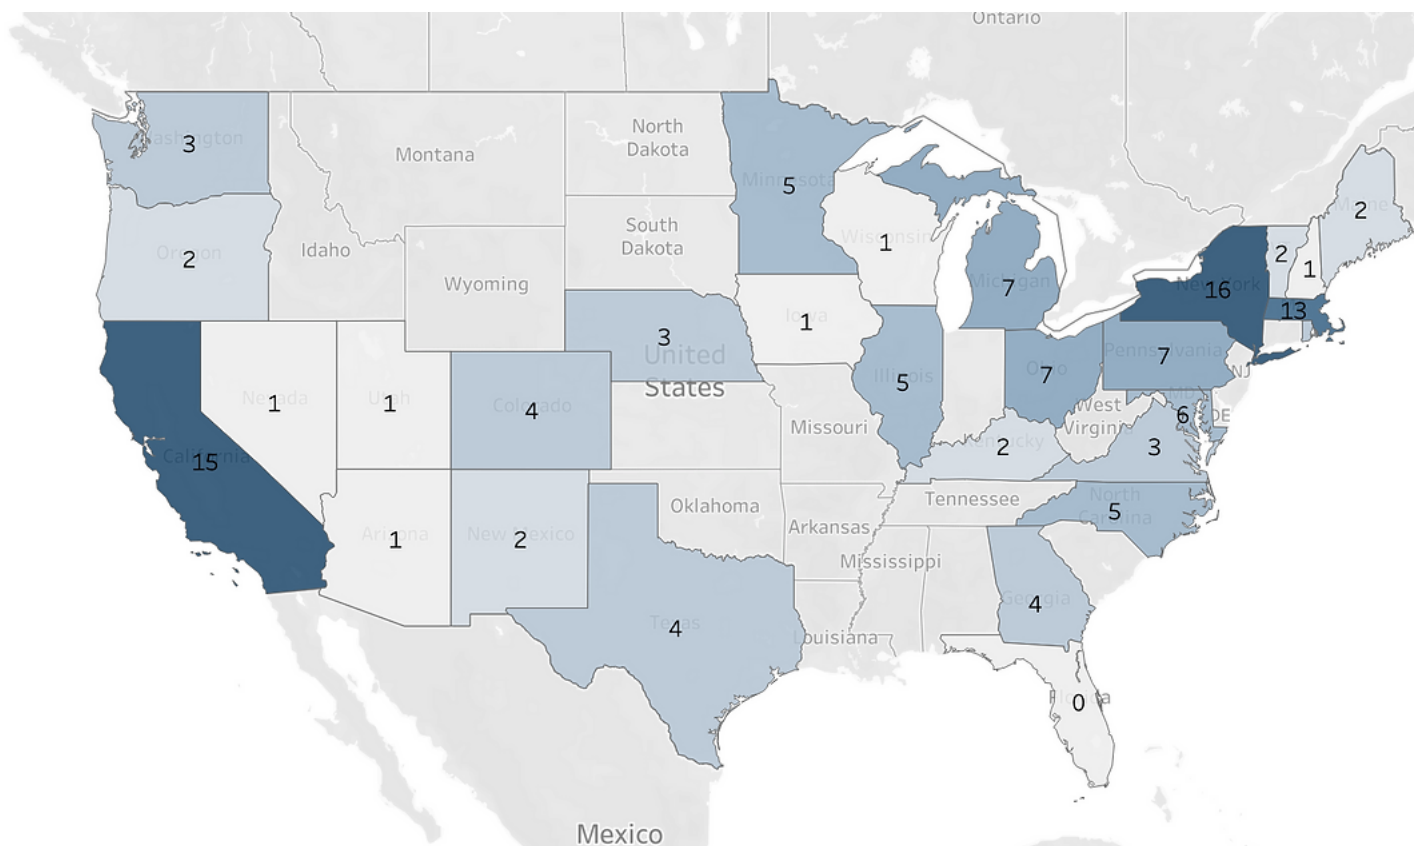 Ontario
Washington
3
Montana
North
Dakota
Minnesota
5
Oregon
2
Idaho
South
Dakota
Wisconsin
1
Michigan
7
Maine
2
2
1
Wyoming
New York
16
13
Iowa
1
3
United
States
Nevada
1
Utah
1
Colorado
4
Illinois
5
Ohio
7
Pennsylvania
7
NJ
MD
6
DE
West
Virginia
Missouri
Kentucky
2
3
California
15
Arizona
1
New Mexico
2
Oklahoma
Arkansas
Tennessee
North
Carolina
5
Mississippi
Georgia
4
Texas
4
Louisiana
Florida
0
Mexico